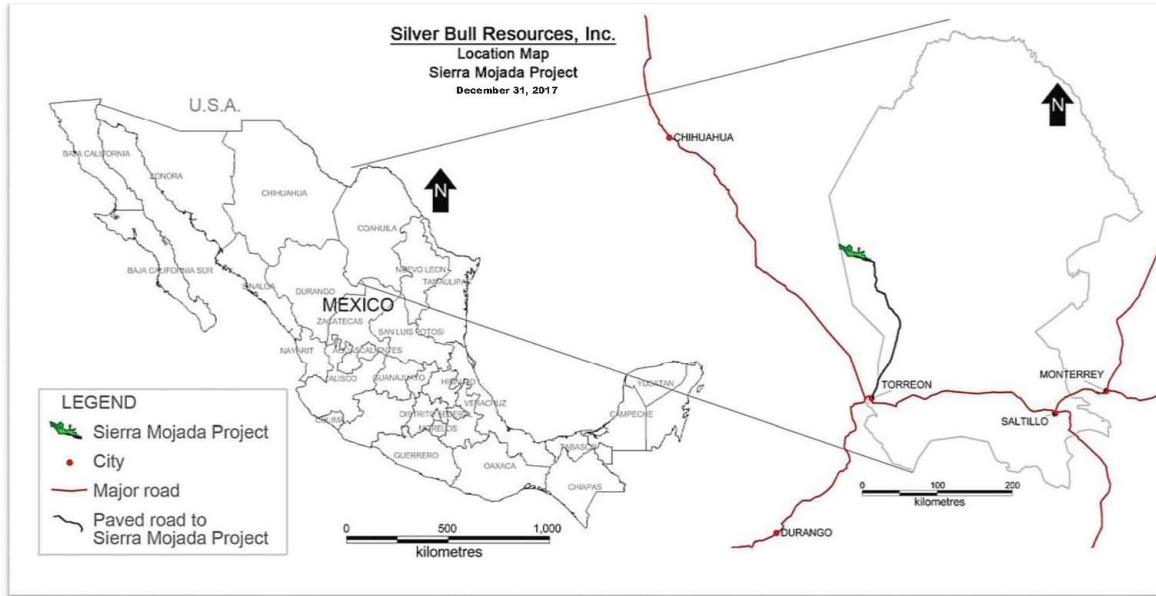 Silver Bull Resources, Inc.
Location Map
Sierra Mojada Project
December 31, 2017
U.S.A.
N
N
BAJA CALIFORNIA
SONORA
CHIHUAHUA
COAHUILA
BAJA CALIFORNIA SUR
SINALOA
DURANGO
NUEVO LEON
TAMAULIPA
MEXICO
ZACATECAS
SAN LUIS POTOSI
NAYARIT
AGUASCALIENTES
JALISCO
GUANAJUATO
HIDALGO
YUCATAN
COLIMA
DISTRITO FEDERAL
VERACRUZ
CAMPECHE
MORELOS
TABASCO
GUERRERO
OAXACA
CHIAPAS
CHIHUAHUA
TORREON
MONTERREY
SALTILLO
DURANGO
LEGEND
Sierra Mojada Project
City
Major road
Paved road to
Sierra Mojada Project
0 500 1,000
kilometres
0 100 200
kilometres